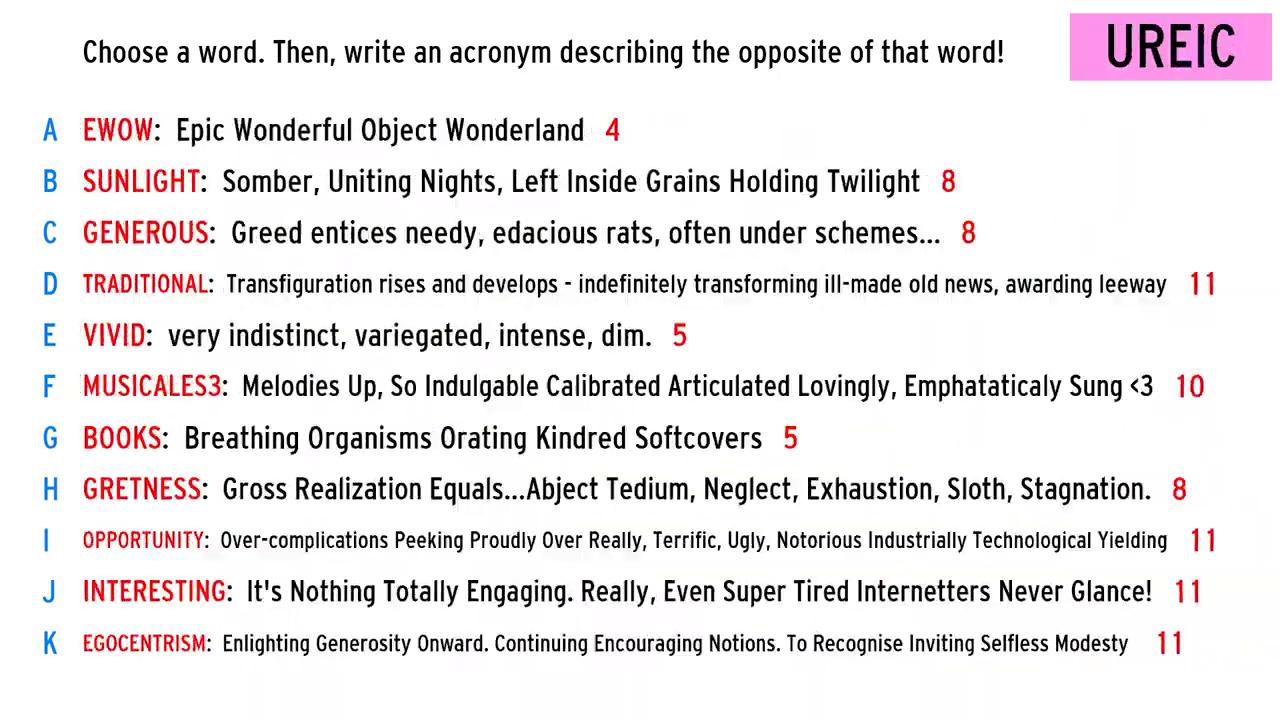 Choose a word. Then, write an acronym describing the opposite of that word!
UREIC
A EWOW: Epic Wonderful Object Wonderland 4
B SUNLIGHT: Somber, Uniting Nights, Left Inside Grains Holding Twilight 8
C GENEROUS: Greed entices needy, edacious rats, often under schemes... 8
D TRADITIONAL: Transfiguration rises and develops - indefinitely transforming ill-made old news, awarding leeway 11
E VIVID: very indistinct, variegated, intense, dim. 5
F MUSICALES3: Melodies Up, So Indulgable Calibrated Articulated Lovingly, Emphataticaly Sung <3 10
G BOOKS: Breathing Organisms Orating Kindred Softcovers 5
H GRETNESS: Gross Realization Equals...Abject Tedium, Neglect, Exhaustion, Sloth, Stagnation. 8
I OPPORTUNITY: Over-complications Peeking Proudly Over Really, Terrific, Ugly, Notorious Industrially Technological Yielding 11
J INTERESTING: It's Nothing Totally Engaging. Really, Even Super Tired Internetters Never Glance! 11
K EGOCENTRISM: Enlighting Generosity Onward. Continuing Encouraging Notions. To Recognise Inviting Selfless Modesty 11